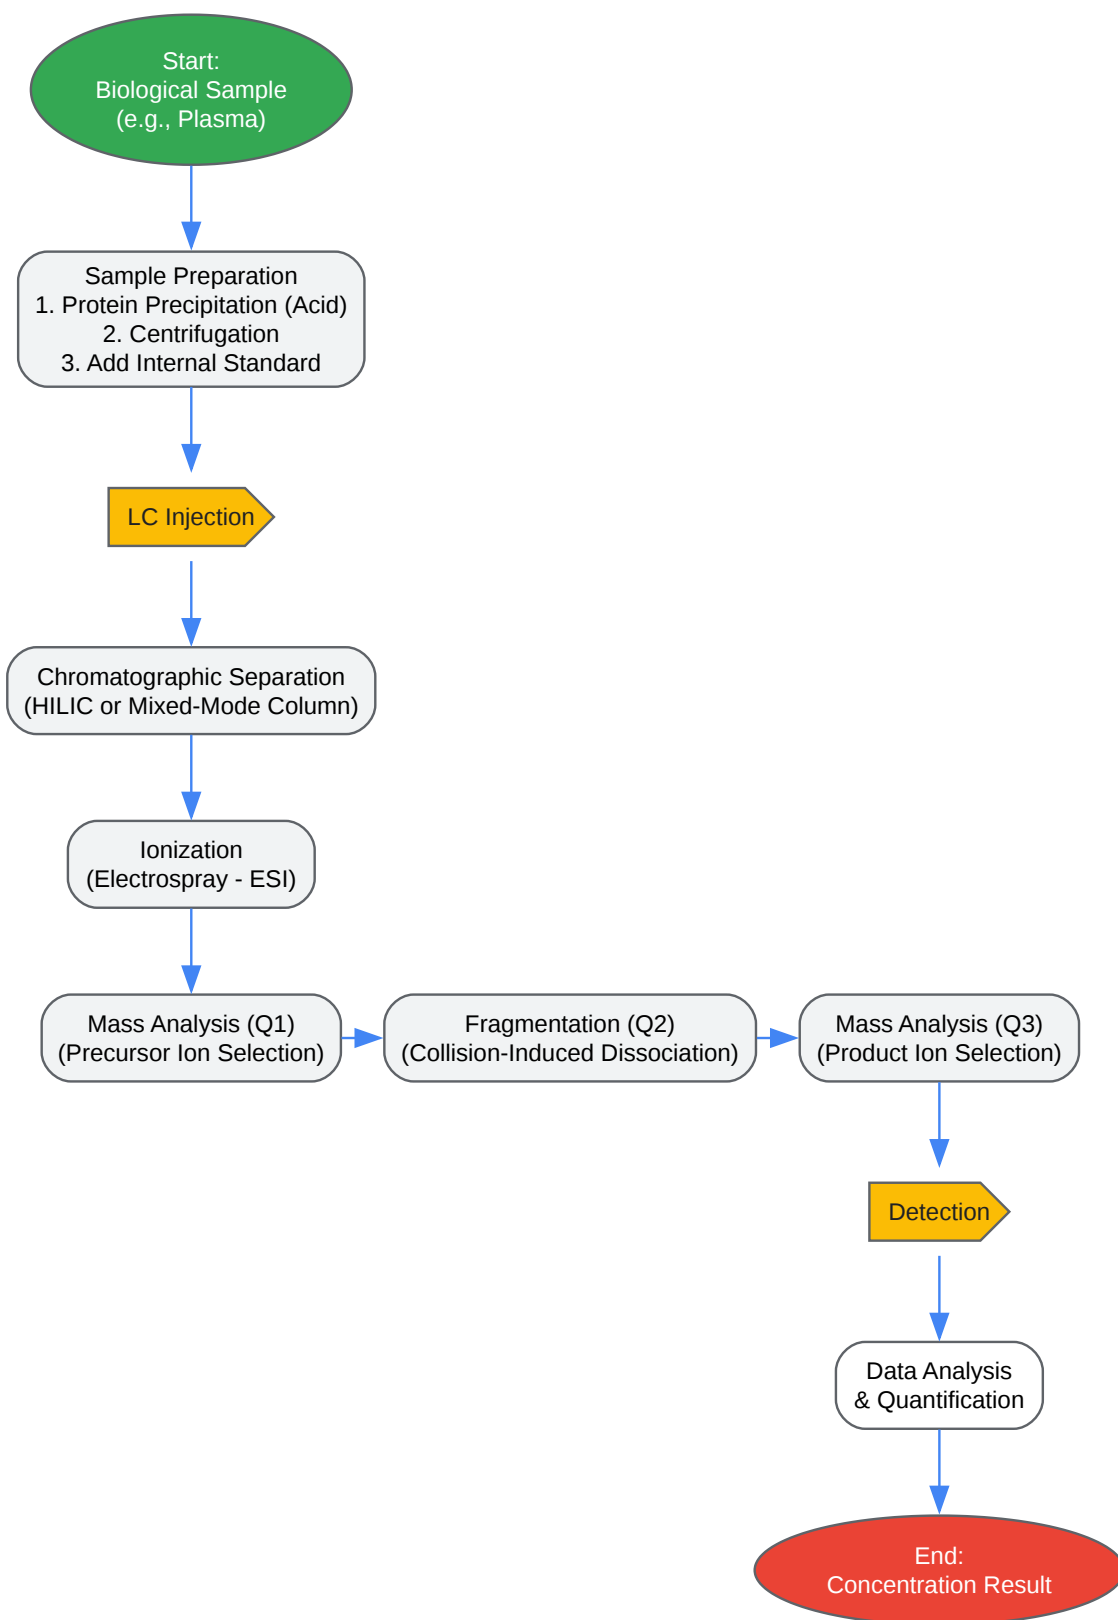 Start:
Biological Sample
(e.g., Plasma)
Sample Preparation
1. Protein Precipitation (Acid)
2. Centrifugation
3. Add Internal Standard
LC Injection
Chromatographic Separation
(HILIC or Mixed-Mode Column)
Ionization
(Electrospray - ESI)
Mass Analysis (Q1)
(Precursor Ion Selection)
Fragmentation (Q2)
(Collision-Induced Dissociation)
Mass Analysis (Q3)
(Product Ion Selection)
Detection
Data Analysis
& Quantification
End:
Concentration Result